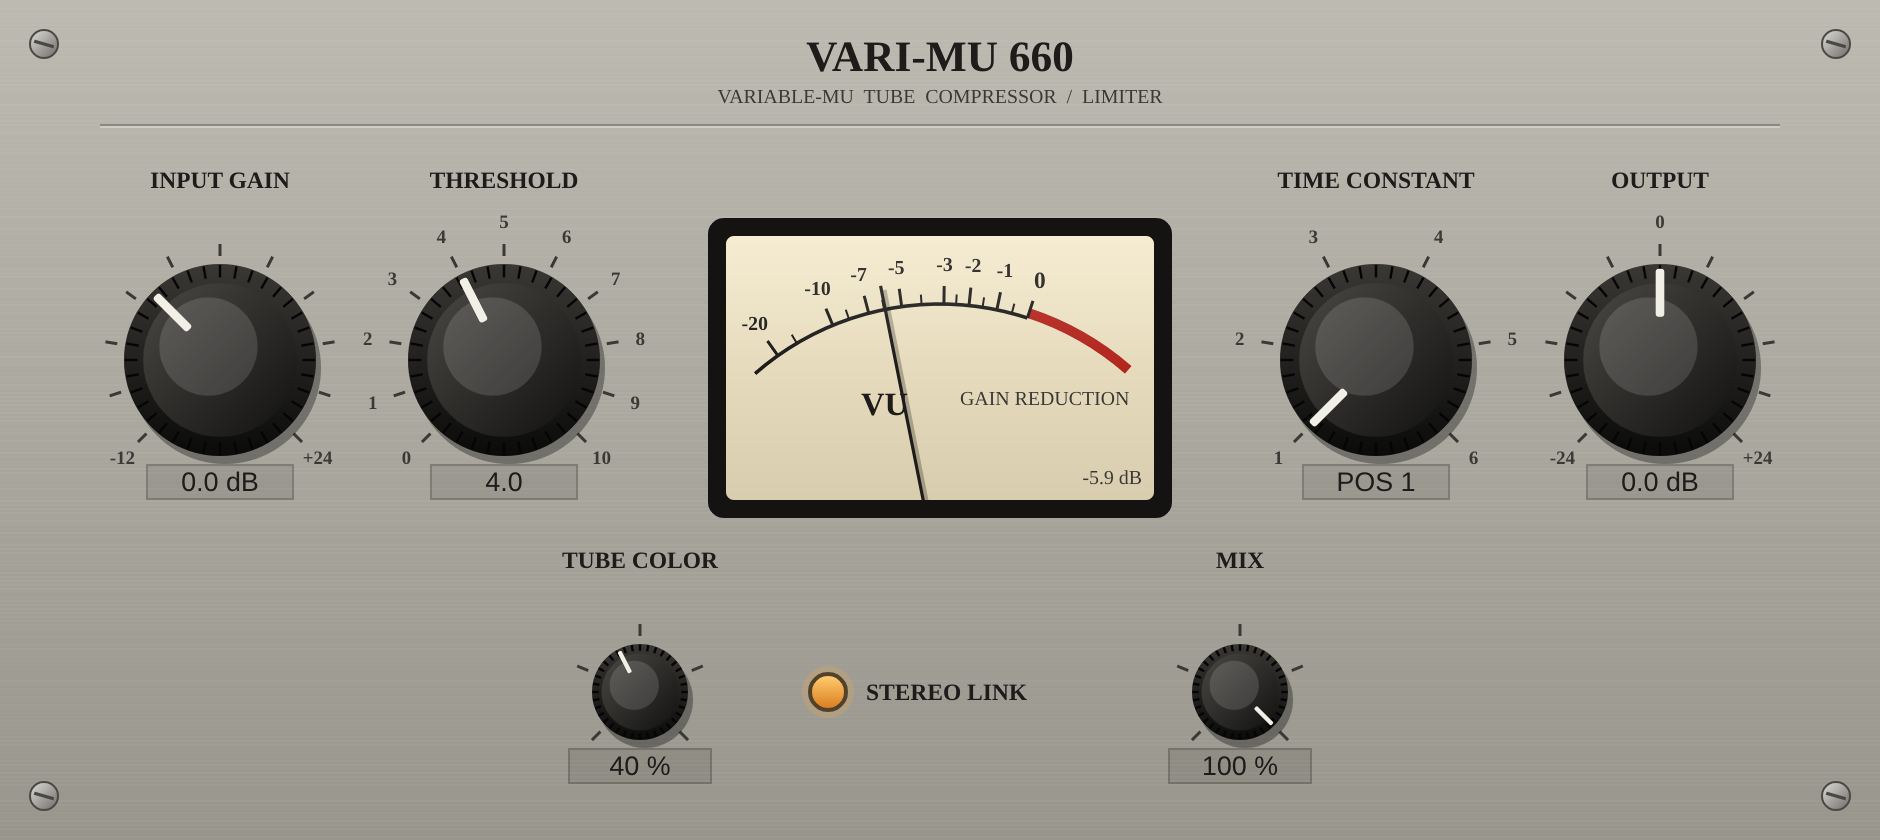 VARI-MU 660
VARIABLE-MU TUBE COMPRESSOR / LIMITER
INPUT GAIN
-12
+24
0.0 dB
THRESHOLD
0
1
2
3
4
5
6
7
8
9
10
4.0
-20
-10
-7
-5
-3
-2
-1
0
VU
GAIN REDUCTION
-5.9 dB
TIME CONSTANT
1
2
3
4
5
6
POS 1
OUTPUT
0
-24
+24
0.0 dB
TUBE COLOR
40 %
STEREO LINK
MIX
100 %